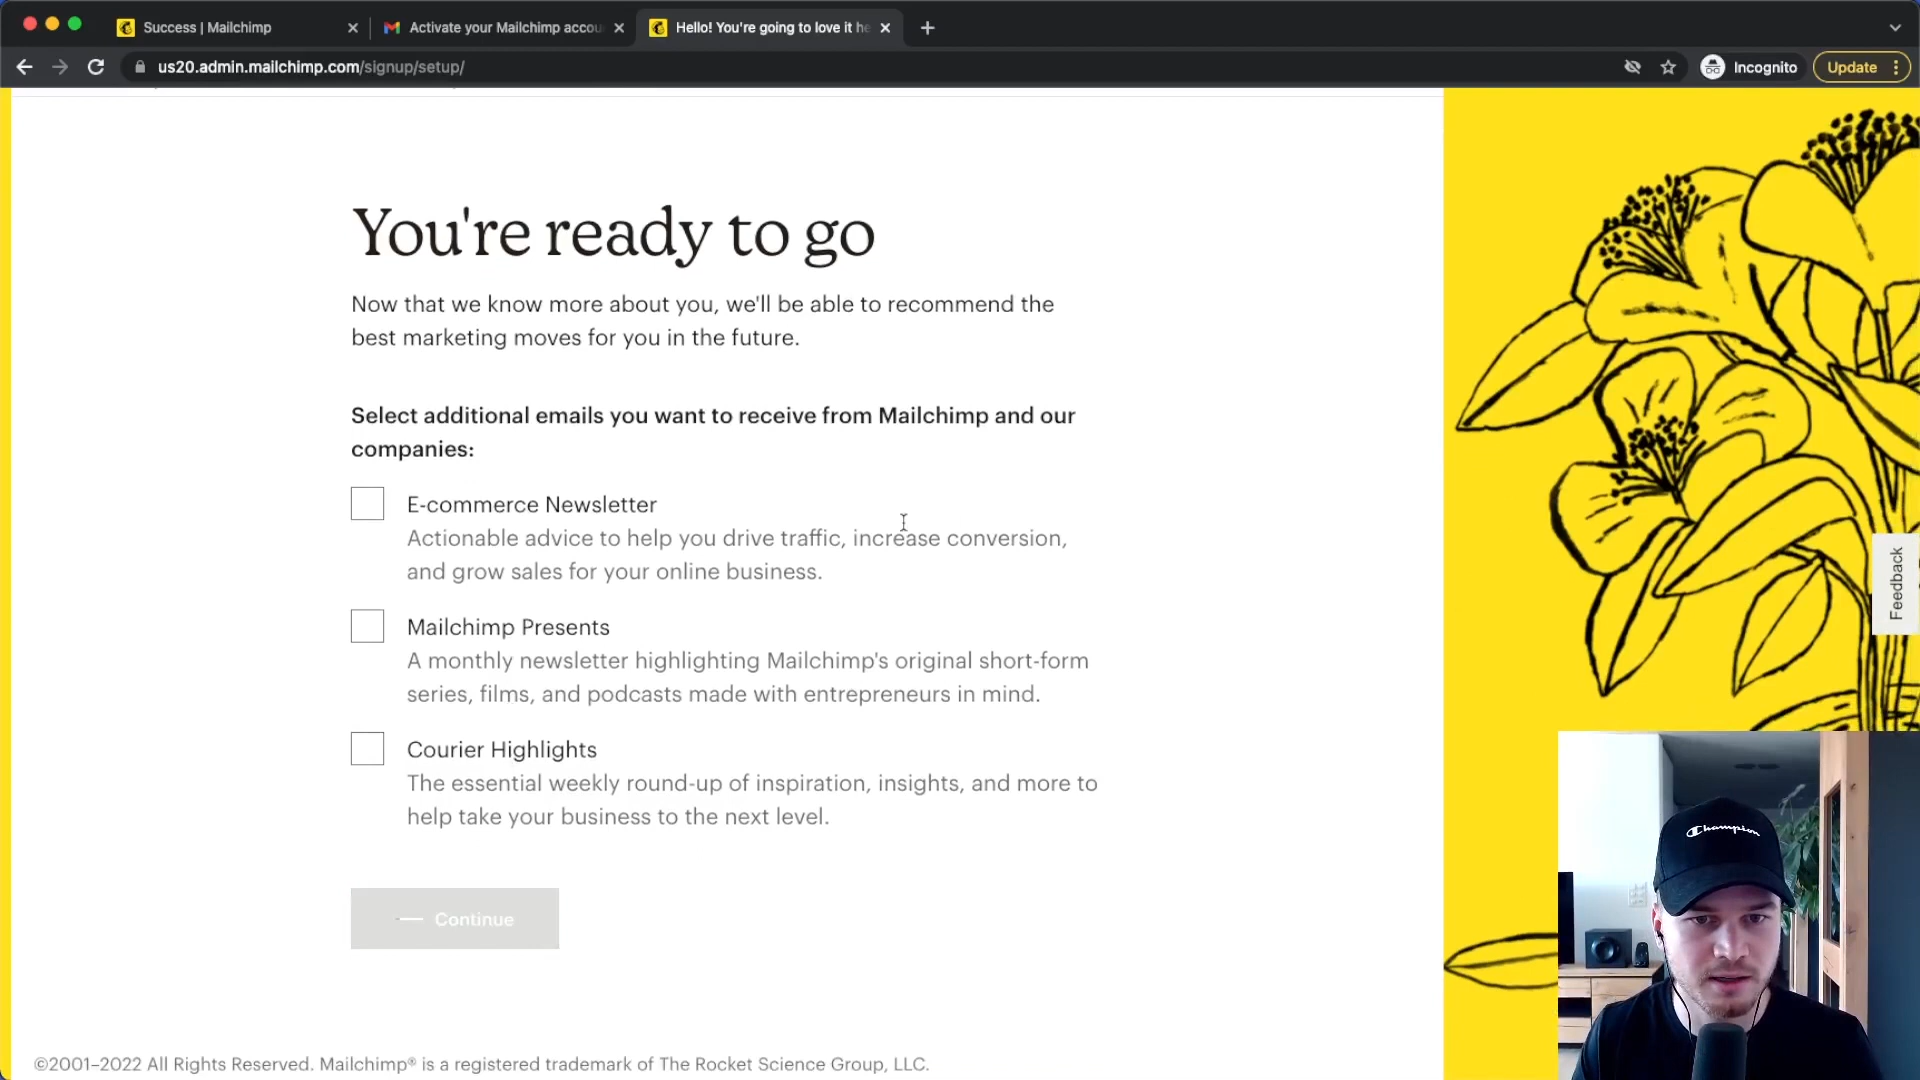 Success | Mailchimp
Activate your Mailchimp accou
Hello! You're going to love it he
us20.admin.mailchimp.com/signup/setup/
Incognito
Update
You're ready to go
Now that we know more about you, we'll be able to recommend the
best marketing moves for you in the future.
Select additional emails you want to receive from Mailchimp and our
companies:
E-commerce Newsletter
Actionable advice to help you drive traffic, increase conversion,
and grow sales for your online business.
Mailchimp Presents
A monthly newsletter highlighting Mailchimp's original short-form
series, films, and podcasts made with entrepreneurs in mind.
Courier Highlights
The essential weekly round-up of inspiration, insights, and more to
help take your business to the next level.
Continue
Feedback
Champion
©2001–2022 All Rights Reserved. Mailchimp® is a registered trademark of The Rocket Science Group, LLC.